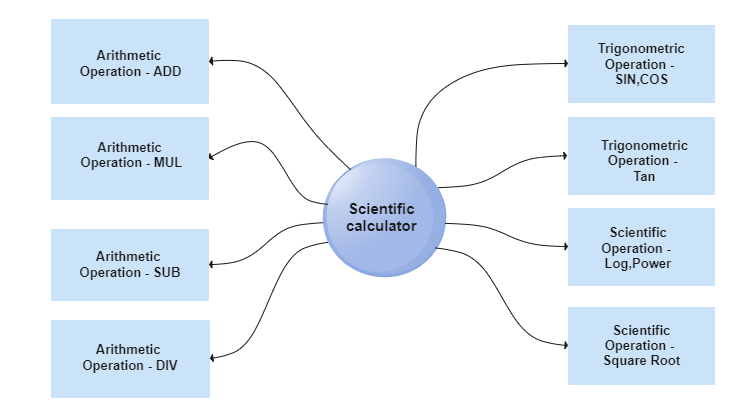 Arithmetic
Operation - ADD
Arithmetic
Operation - MUL
Arithmetic
Operation - SUB
Arithmetic
Operation - DIV
Scientific
calculator
Trigonometric
Operation -
SIN,COS
Trigonometric
Operation -
Tan
Scientific
Operation -
Log,Power
Scientific
Operation -
Square Root